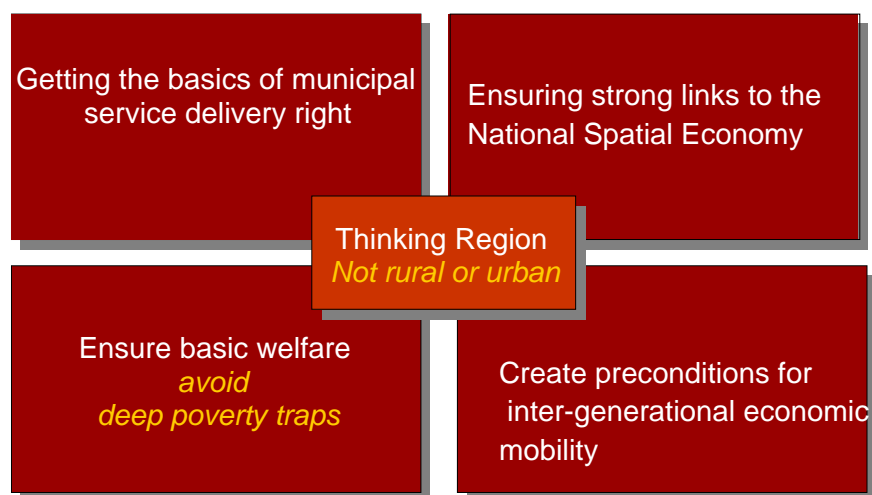 Getting the basics of municipal
service delivery right
Ensuring strong links to the
National Spatial Economy
Thinking Region
Not rural or urban
Ensure basic welfare
avoid
deep poverty traps
Create preconditions for
inter-generational economic
mobility